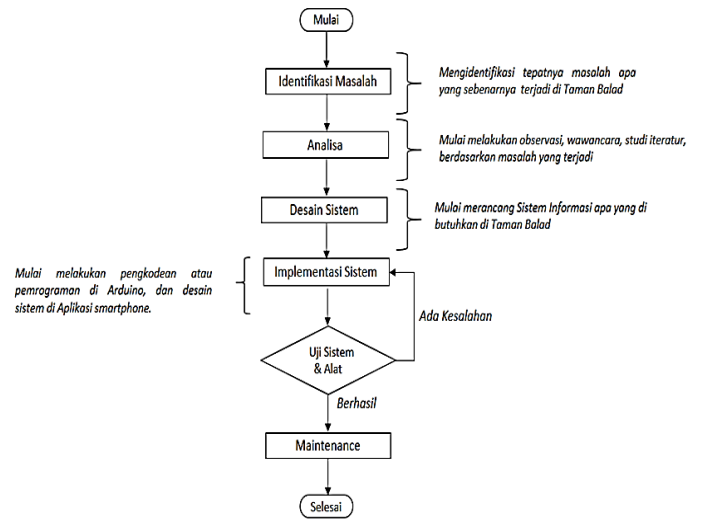 Mulai
Identifikasi Masalah
Mengidentifikasi tepatnya masalah apa
yang sebenarnya terjadi di Taman Balad
Analisa
Mulai melakukan observasi, wawancara, studi iteratur,
berdasarkan masalah yang terjadi
Desain Sistem
Mulai merancang Sistem Informasi apa yang di
butuhkan di Taman Balad
Implementasi Sistem
Mulai melakukan pengkodean atau
pemrograman di Arduino, dan desain
sistem di Aplikasi smartphone.
Ada Kesalahan
Uji Sistem
& Alat
Berhasil
Maintenance
Selesai